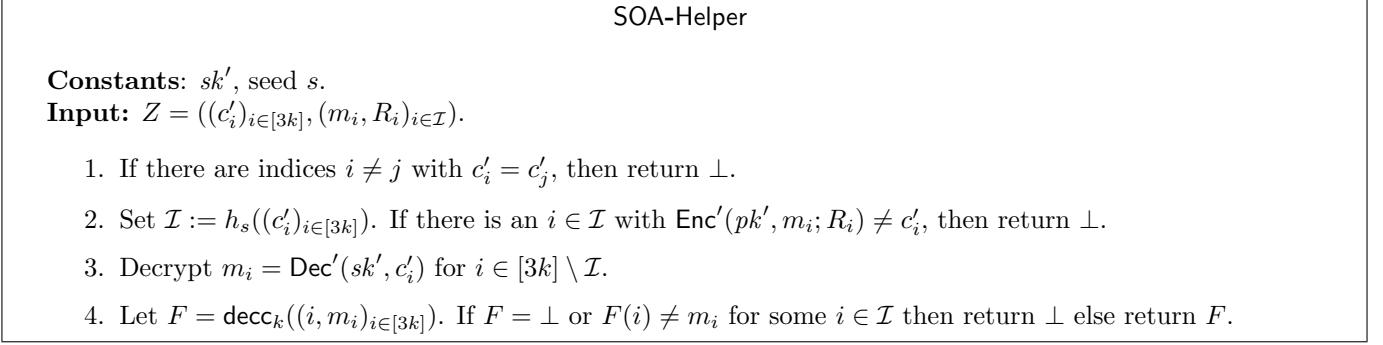 SOA-Helper
Constants: sk′, seed s.
Input: Z = ((c′_i)_{i∈[3k]}, (m_i, R_i)_{i∈ℐ}).
1. If there are indices i ≠ j with c′_i = c′_j, then return ⊥.
2. Set ℐ := h_s((c′_i)_{i∈[3k]}). If there is an i ∈ ℐ with Enc′(pk′, m_i; R_i) ≠ c′_i, then return ⊥.
3. Decrypt m_i = Dec′(sk′, c′_i) for i ∈ [3k] \ ℐ.
4. Let F = decc_k((i, m_i)_{i∈[3k]}). If F = ⊥ or F(i) ≠ m_i for some i ∈ ℐ then return ⊥ else return F.